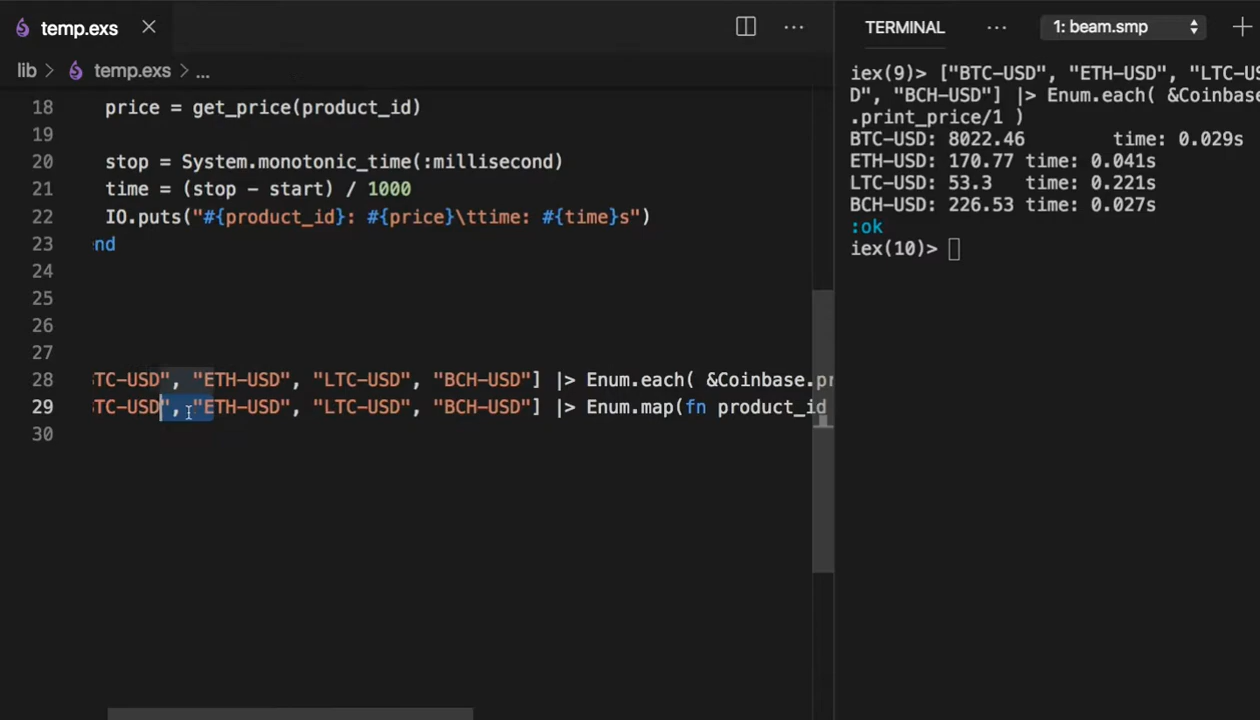 temp.exs
lib > temp.exs > ...
18 price = get_price(product_id)
19
20 stop = System.monotonic_time(:millisecond)
21 time = (stop - start) / 1000
22 IO.puts("#{product_id}: #{price}\ttime: #{time}s")
23 end
24
25
26
27
28 TC-USD", "ETH-USD", "LTC-USD", "BCH-USD"] |> Enum.each( &Coinbase.pr
29 TC-USD", "ETH-USD", "LTC-USD", "BCH-USD"] |> Enum.map(fn product_id
30
TERMINAL ... 1: beam.smp
iex(9)> ["BTC-USD", "ETH-USD", "LTC-US
D", "BCH-USD"] |> Enum.each( &Coinbase
.print_price/1 )
BTC-USD: 8022.46 time: 0.029s
ETH-USD: 170.77 time: 0.041s
LTC-USD: 53.3 time: 0.221s
BCH-USD: 226.53 time: 0.027s
:ok
iex(10)>